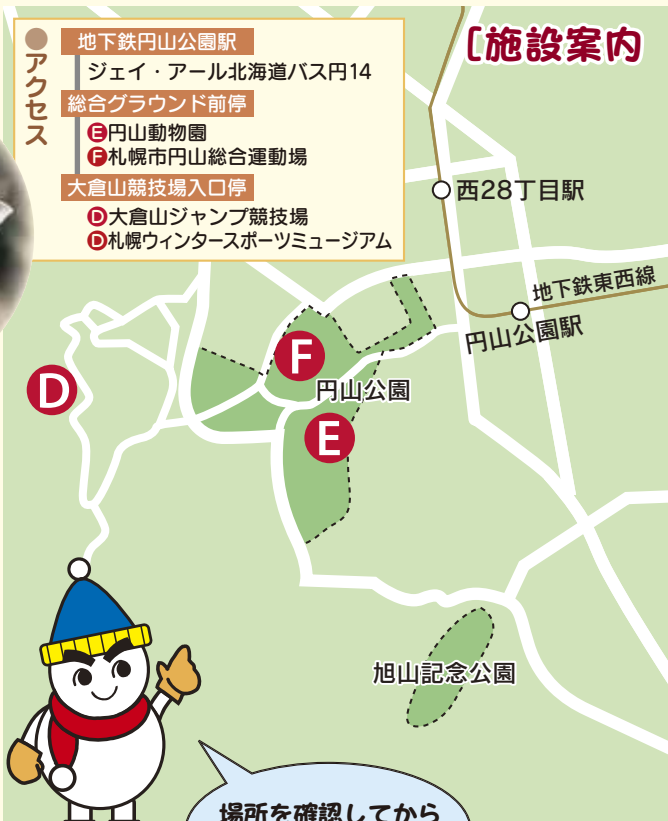 [施設案内
●アクセス
地下鉄円山公園駅
ジェイ・アール北海道バス円14
総合グラウンド前停
E円山動物園
F札幌市円山総合運動場
大倉山競技場入口停
D大倉山ジャンプ競技場
D札幌ウィンタースポーツミュージアム
西28丁目駅
地下鉄東西線
円山公園駅
F
円山公園
D
E
旭山記念公園
場所を確認してから